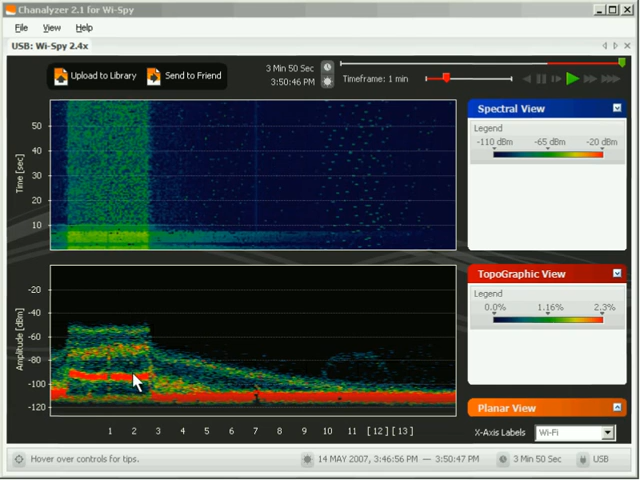 Chanalyzer 2.1 for Wi-Spy
File View Help
USB: Wi-Spy 2.4x
Upload to Library Send to Friend
3 Min 50 Sec
3:50:46 PM
Timeframe: 1 min
Time [sec]
50
40
30
20
10
Spectral View
Legend
-110 dBm -65 dBm -20 dBm
Amplitude [dBm]
-20
-40
-60
-80
-100
-120
TopoGraphic View
Legend
0.0% 1.16% 2.3%
Planar View
1 2 3 4 5 6 7 8 9 10 11 [12] [13]
X-Axis Labels Wi-Fi
Hover over controls for tips. 14 MAY 2007, 3:46:56 PM — 3:50:47 PM 3 Min 50 Sec USB